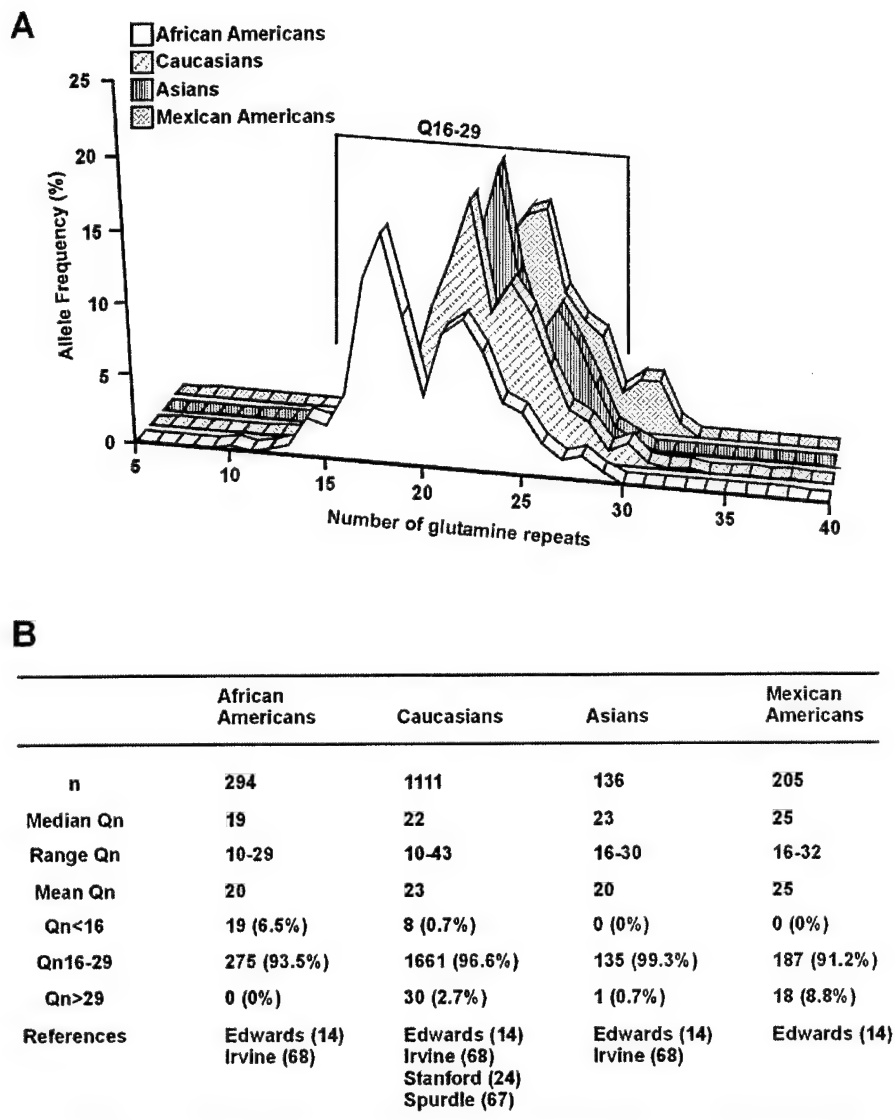 A
African Americans
Caucasians
Asians
Mexican Americans
Q16-29
25
20
15
10
5
0
Allele Frequency (%)
5
10
15
20
25
30
35
40
Number of glutamine repeats
B
African Americans Caucasians Asians Mexican Americans
n 294 1111 136 205
Median Qn 19 22 23 25
Range Qn 10-29 10-43 16-30 16-32
Mean Qn 20 23 20 25
Qn<16 19 (6.5%) 8 (0.7%) 0 (0%) 0 (0%)
Qn16-29 275 (93.5%) 1661 (96.6%) 135 (99.3%) 187 (91.2%)
Qn>29 0 (0%) 30 (2.7%) 1 (0.7%) 18 (8.8%)
References Edwards (14) Edwards (14) Edwards (14) Edwards (14)
Irvine (68) Irvine (68) Irvine (68)
Stanford (24)
Spurdle (67)